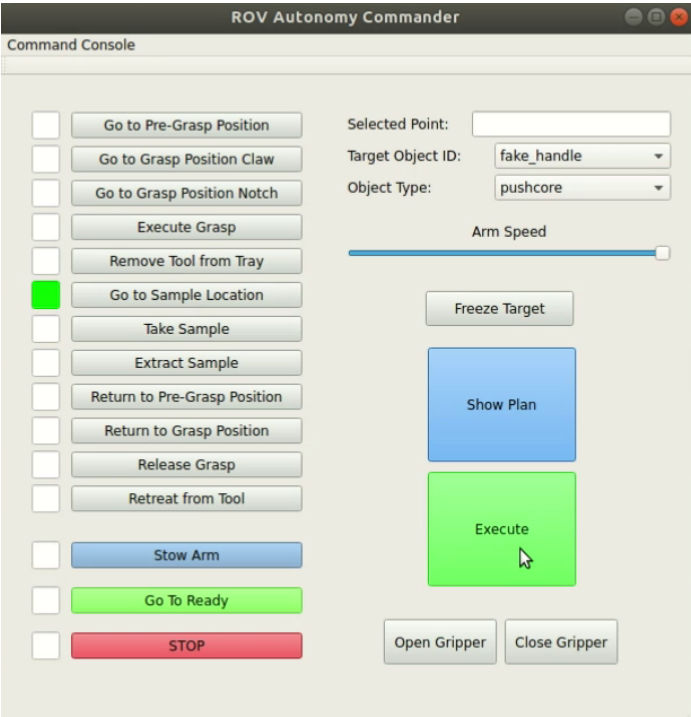 ROV Autonomy Commander
Command Console
Go to Pre-Grasp Position
Go to Grasp Position Claw
Go to Grasp Position Notch
Execute Grasp
Remove Tool from Tray
Go to Sample Location
Take Sample
Extract Sample
Return to Pre-Grasp Position
Return to Grasp Position
Release Grasp
Retreat from Tool
Stow Arm
Go To Ready
STOP
Selected Point:
Target Object ID: fake_handle
Object Type: pushcore
Arm Speed
Freeze Target
Show Plan
Execute
Open Gripper Close Gripper